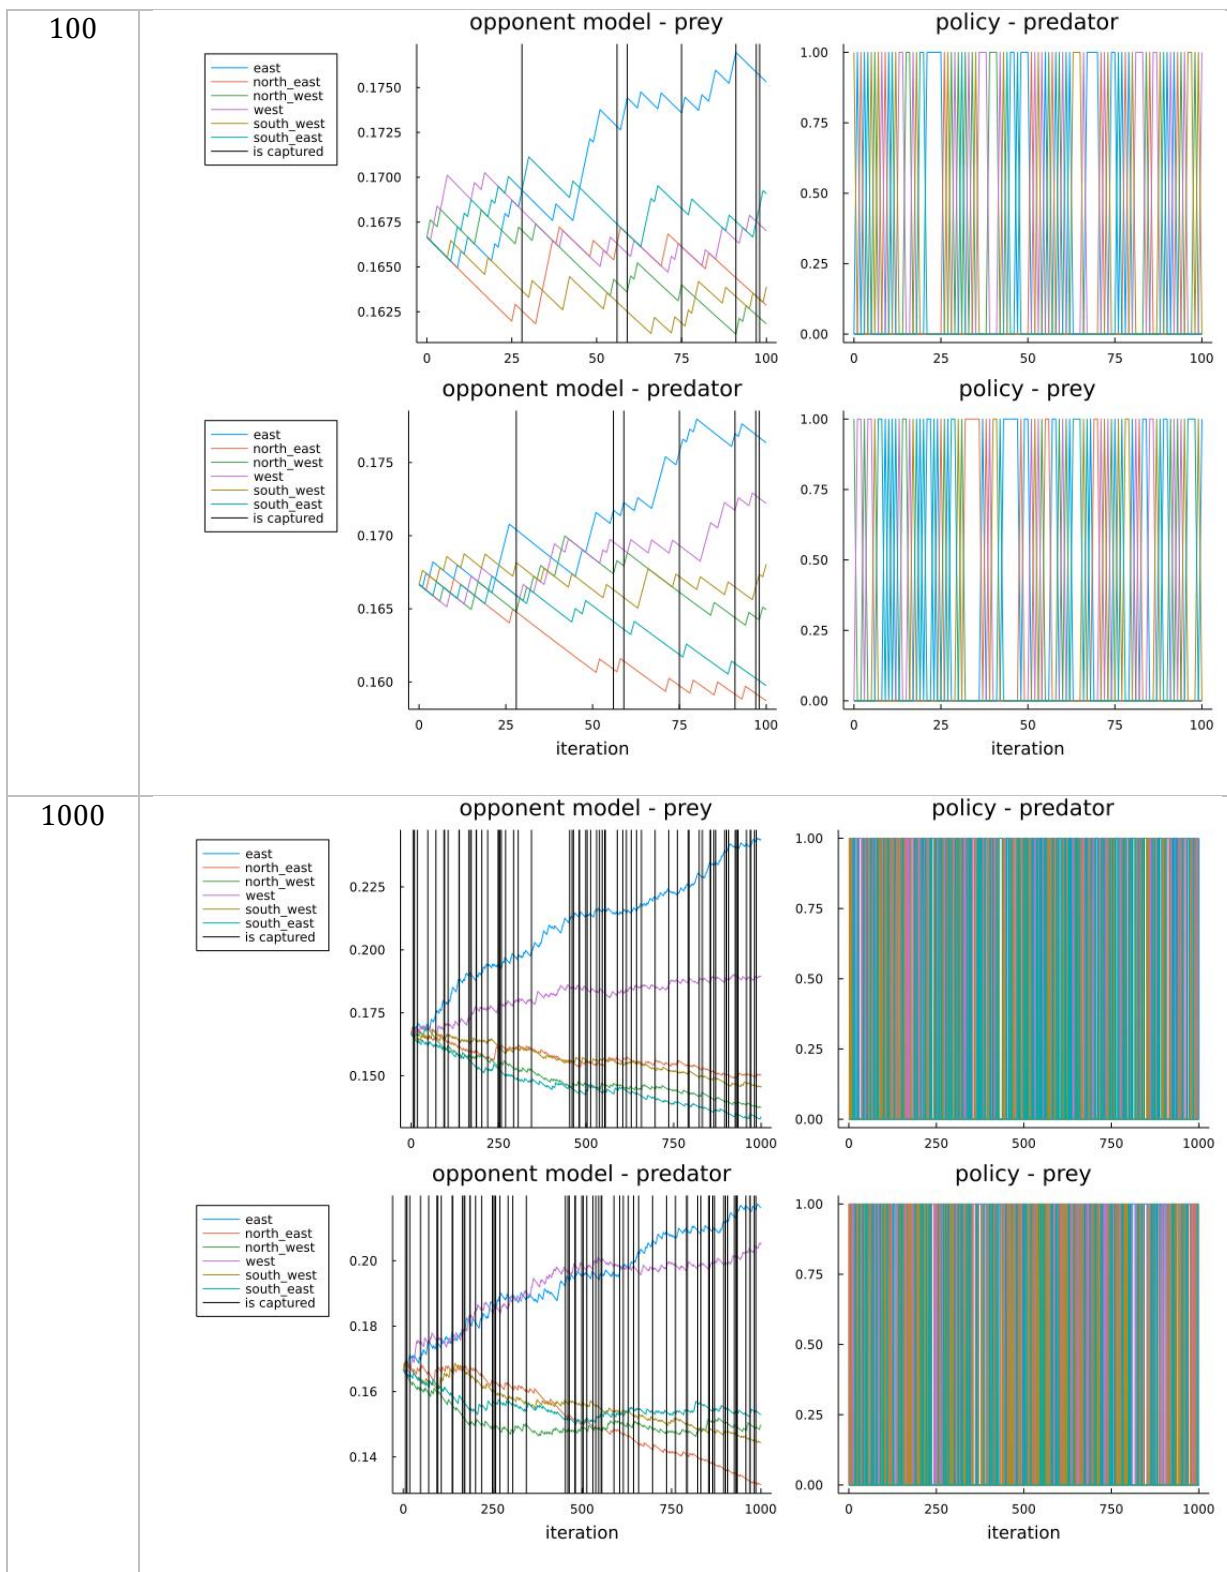 100
opponent model - prey
policy - predator
east
north_east
north_west
west
south_west
south_east
is captured
0.1750
0.1725
0.1700
0.1675
0.1650
0.1625
0
25
50
75
100
1.00
0.75
0.50
0.25
0.00
0
25
50
75
100
opponent model - predator
policy - prey
east
north_east
north_west
west
south_west
south_east
is captured
0.175
0.170
0.165
0.160
0
25
50
75
100
iteration
1.00
0.75
0.50
0.25
0.00
0
25
50
75
100
iteration
1000
opponent model - prey
policy - predator
east
north_east
north_west
west
south_west
south_east
is captured
0.225
0.200
0.175
0.150
0
250
500
750
1000
1.00
0.75
0.50
0.25
0.00
0
250
500
750
1000
opponent model - predator
policy - prey
east
north_east
north_west
west
south_west
south_east
is captured
0.20
0.18
0.16
0.14
0
250
500
750
1000
iteration
1.00
0.75
0.50
0.25
0.00
0
250
500
750
1000
iteration